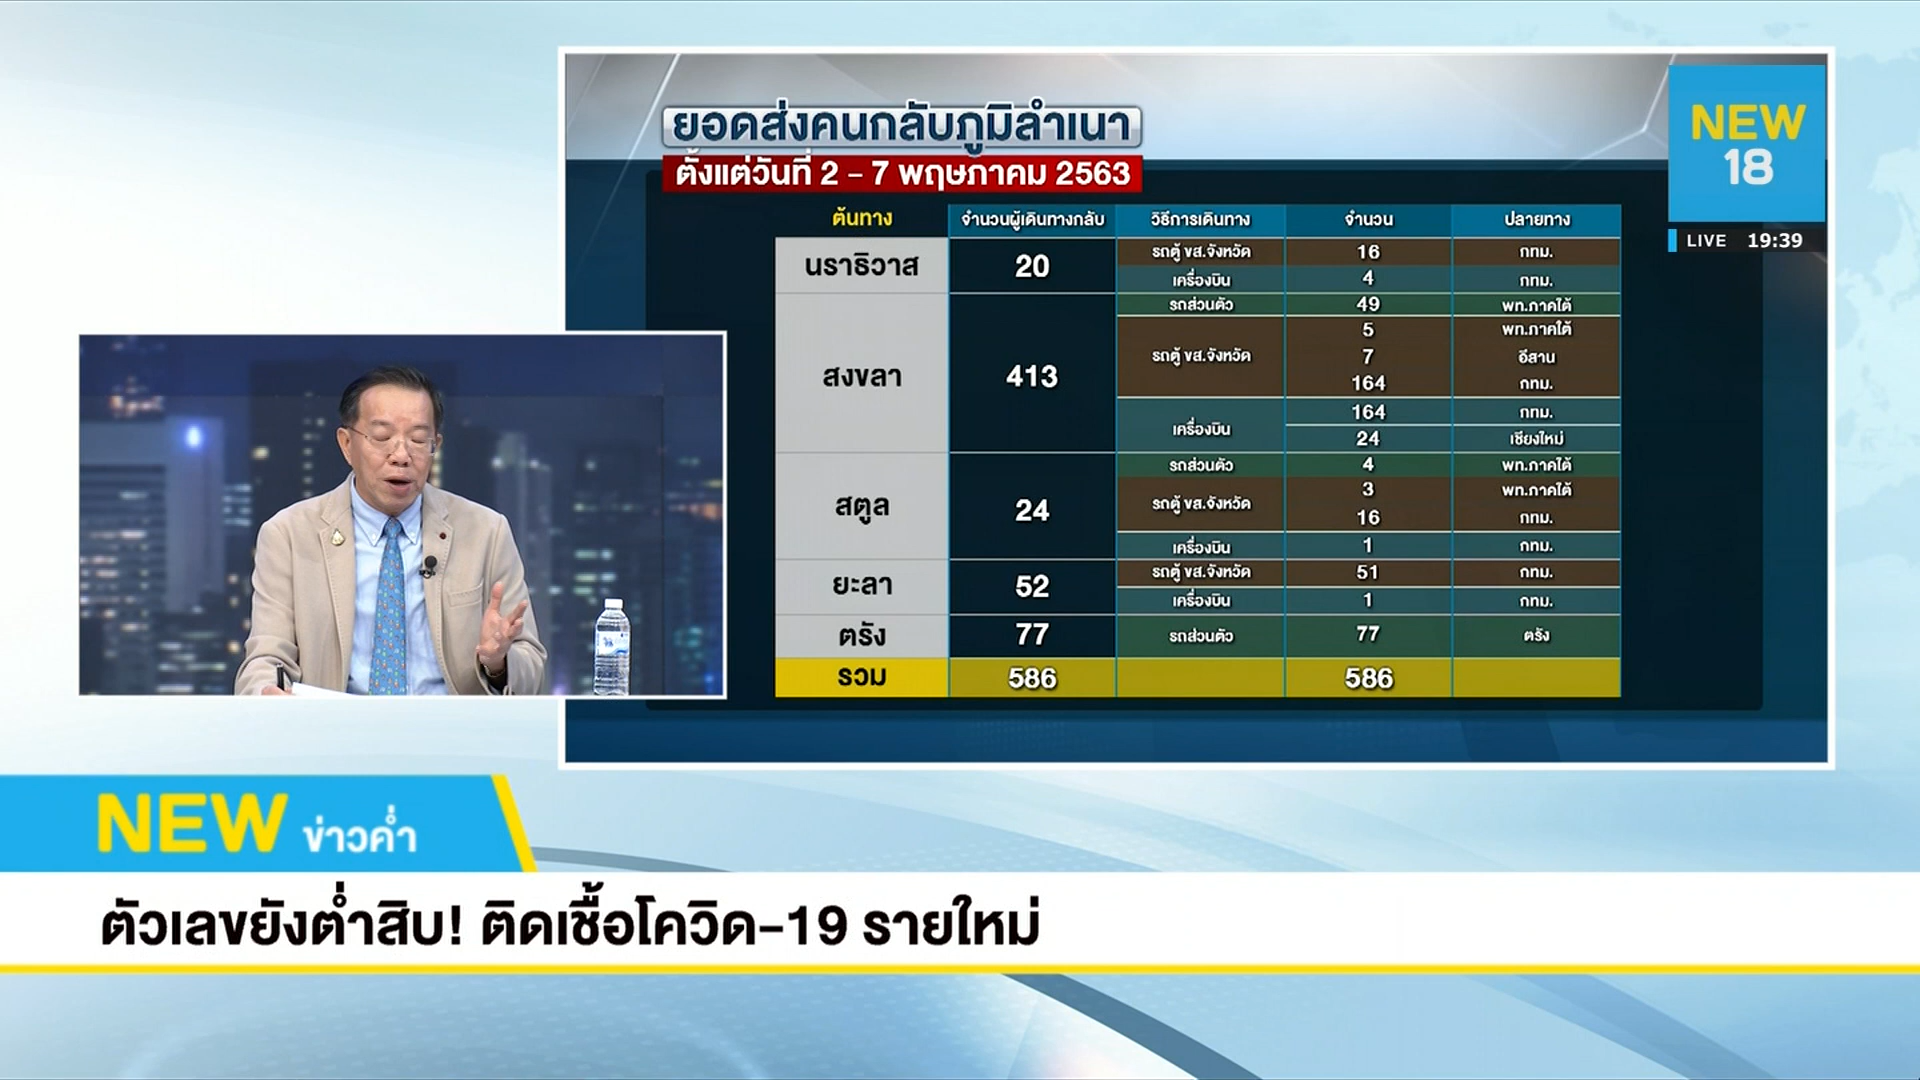 ยอดส่งคนกลับภูมิลำเนา
ตั้งแต่วันที่ 2 - 7 พฤษภาคม 2563
NEW
18
LIVE 19:39
ต้นทาง จำนวนผู้เดินทางกลับ วิธีการเดินทาง จำนวน ปลายทาง
นราธิวาส 20 รถตู้ ขส.จังหวัด 16 กทม.
เครื่องบิน 4 กทม.
สงขลา 413 รถส่วนตัว 49 พท.ภาคใต้
รถตู้ ขส.จังหวัด 5 พท.ภาคใต้
7 อีสาน
164 กทม.
เครื่องบิน 164 กทม.
24 เชียงใหม่
สตูล 24 รถส่วนตัว 4 พท.ภาคใต้
รถตู้ ขส.จังหวัด 3 พท.ภาคใต้
16 กทม.
เครื่องบิน 1 กทม.
ยะลา 52 รถตู้ ขส.จังหวัด 51 กทม.
เครื่องบิน 1 กทม.
ตรัง 77 รถส่วนตัว 77 ตรัง
รวม 586 586
NEW ข่าวค่ำ
ตัวเลขยังต่ำสิบ! ติดเชื้อโควิด-19 รายใหม่